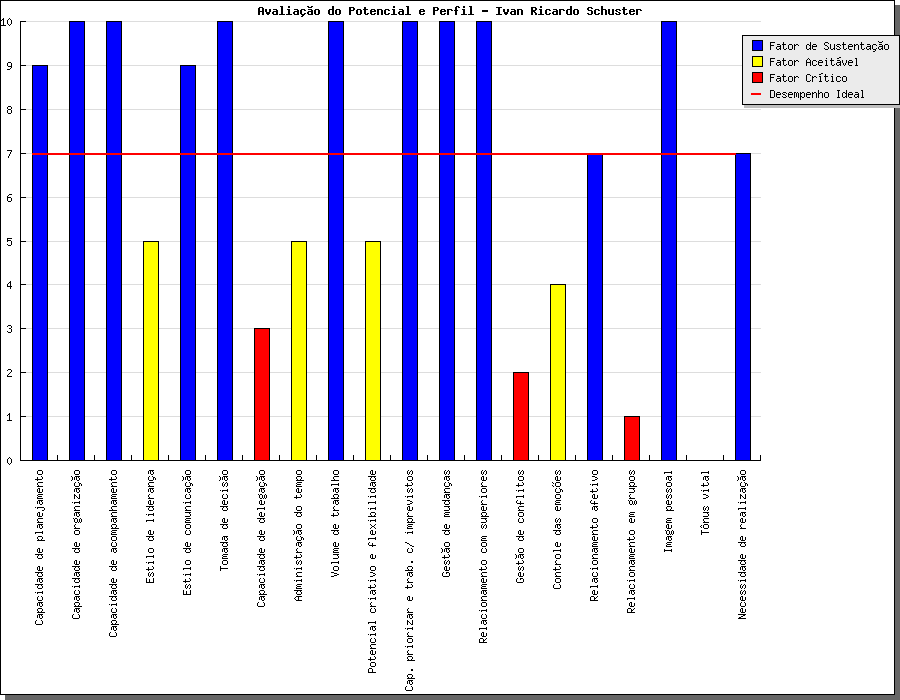 Avaliação do Potencial e Perfil - Ivan Ricardo Schuster
Fator de Sustentação
Fator Aceitável
Fator Crítico
Desempenho Ideal
10
9
8
7
6
5
4
3
2
1
0
Capacidade de planejamento
Capacidade de organização
Capacidade de acompanhamento
Estilo de liderança
Estilo de comunicação
Tomada de decisão
Capacidade de delegação
Administração do tempo
Volume de trabalho
Potencial criativo e flexibilidade
Cap. priorizar e trab. c/ imprevistos
Gestão de mudanças
Relacionamento com superiores
Gestão de conflitos
Controle das emoções
Relacionamento afetivo
Relacionamento em grupos
Imagem pessoal
Tônus vital
Necessidade de realização